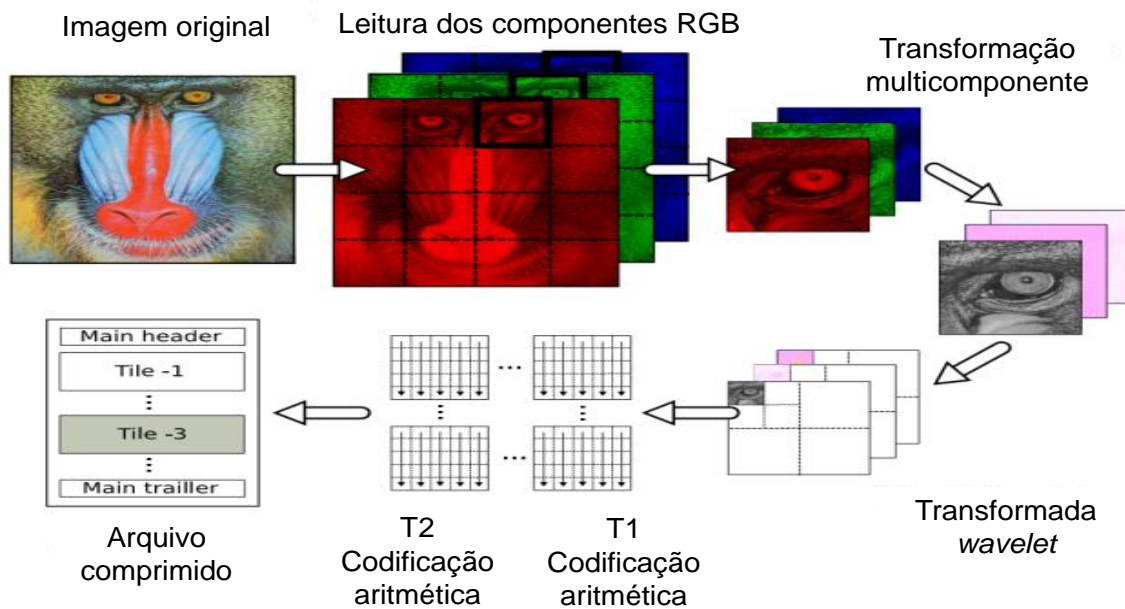 Imagem original
Leitura dos componentes RGB
Transformação
multicomponente
Main header
Tile -1
Tile -3
Main trailler
Arquivo
comprimido
T2
Codificação
aritmética
T1
Codificação
aritmética
Transformada
wavelet